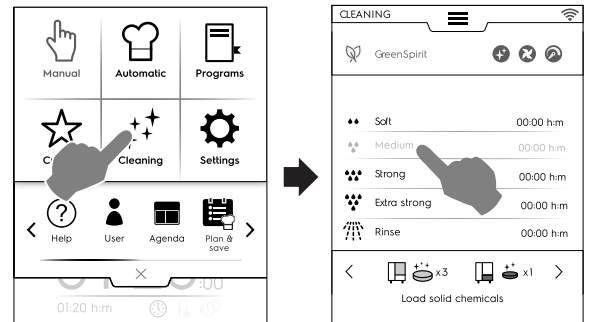 Manual Automatic Programs
Cleaning Settings
Help User Agenda Plan &
save
:00
01:20 h:m
CLEANING
GreenSpirit
Soft 00:00 h:m
Medium 00:00 h:m
Strong 00:00 h:m
Extra strong 00:00 h:m
Rinse 00:00 h:m
x3 x1
Load solid chemicals